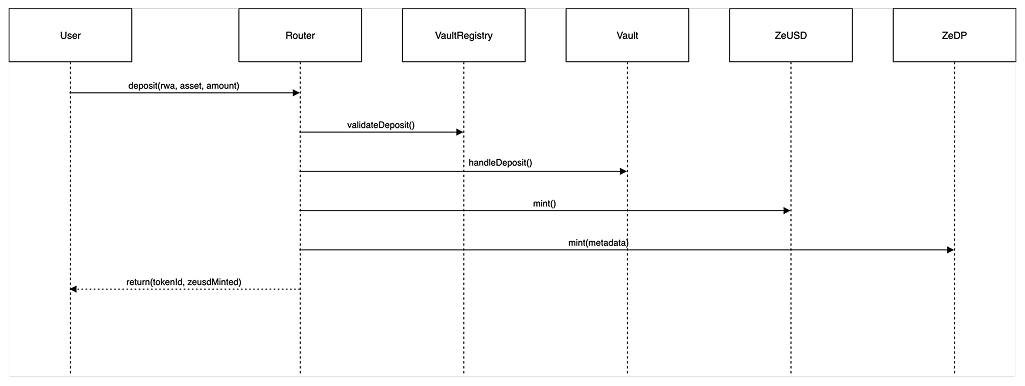 User
Router
VaultRegistry
Vault
ZeUSD
ZeDP
deposit(rwa, asset, amount)
validateDeposit()
handleDeposit()
mint()
mint(metadata)
return(tokenId, zeusdMinted)